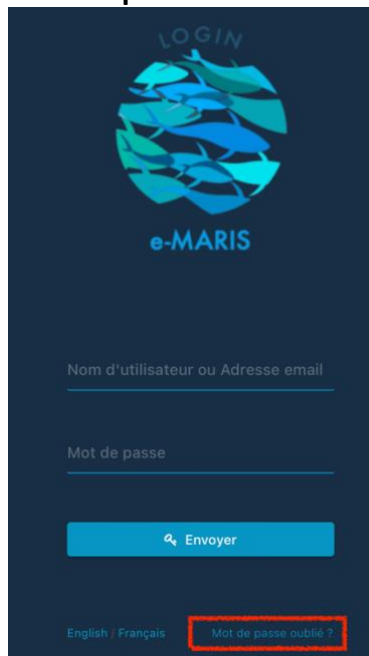 LOGIN
e-MARIS
Nom d'utilisateur ou Adresse email
Mot de passe
Envoyer
English / Français Mot de passe oublié ?